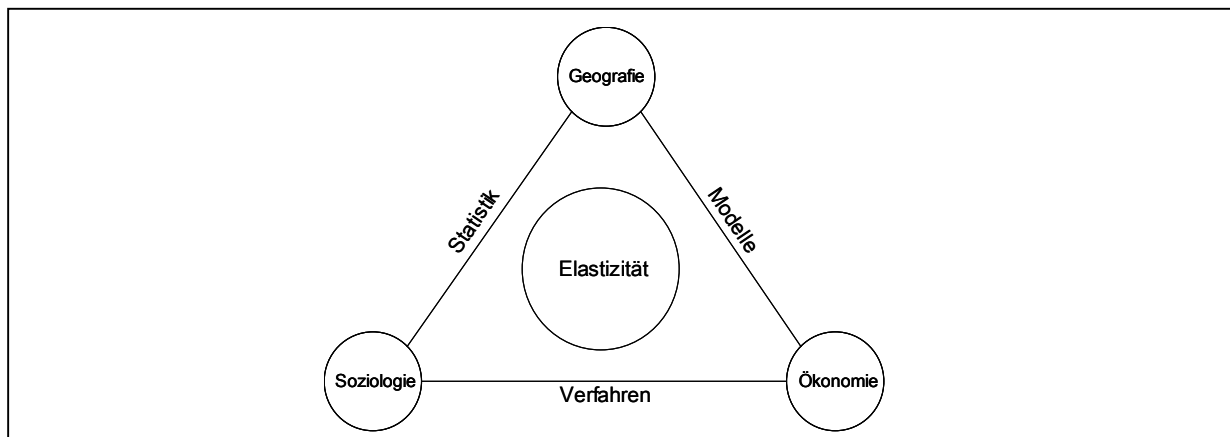 Geografie
Statistik
Modelle
Elastizität
Soziologie
Ökonomie
Verfahren